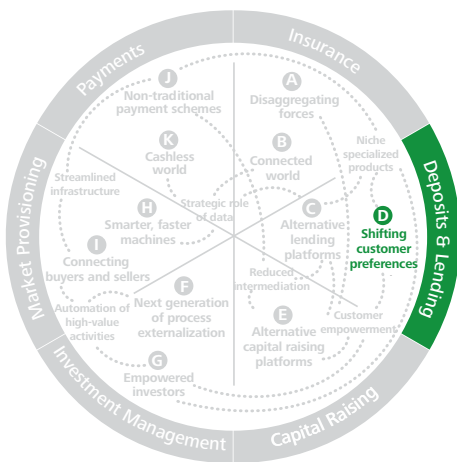 Payments
Insurance
Deposits & Lending
Capital Raising
Investment Management
Market Provisioning
J
Non-traditional
payment schemes
A
Disaggregating
forces
K
Cashless
world
B
Connected
world
Niche
specialized
products
Streamlined
infrastructure
Strategic role
of data
H
Smarter, faster
machines
C
Alternative
lending
platforms
D
Shifting
customer
preferences
I
Connecting
buyers and sellers
F
Next generation
of process
externalization
Reduced
intermediation
Automation of
high-value
activities
E
Alternative
capital raising
platforms
Customer
empowerment
G
Empowered
investors